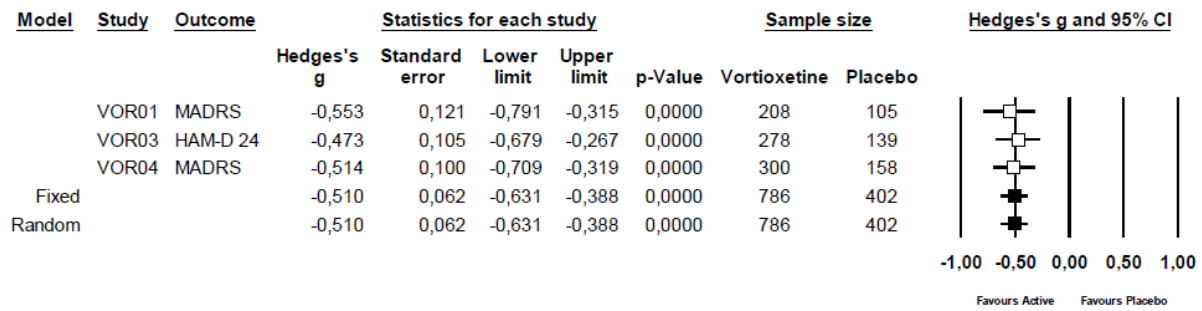 Model Study Outcome Statistics for each study Sample size Hedges's g and 95% CI
Hedges's Standard Lower Upper
g error limit limit p-Value Vortioxetine Placebo
VOR01 MADRS -0,553 0,121 -0,791 -0,315 0,0000 208 105
VOR03 HAM-D 24 -0,473 0,105 -0,679 -0,267 0,0000 278 139
VOR04 MADRS -0,514 0,100 -0,709 -0,319 0,0000 300 158
Fixed -0,510 0,062 -0,631 -0,388 0,0000 786 402
Random -0,510 0,062 -0,631 -0,388 0,0000 786 402
-1,00 -0,50 0,00 0,50 1,00
Favours Active Favours Placebo